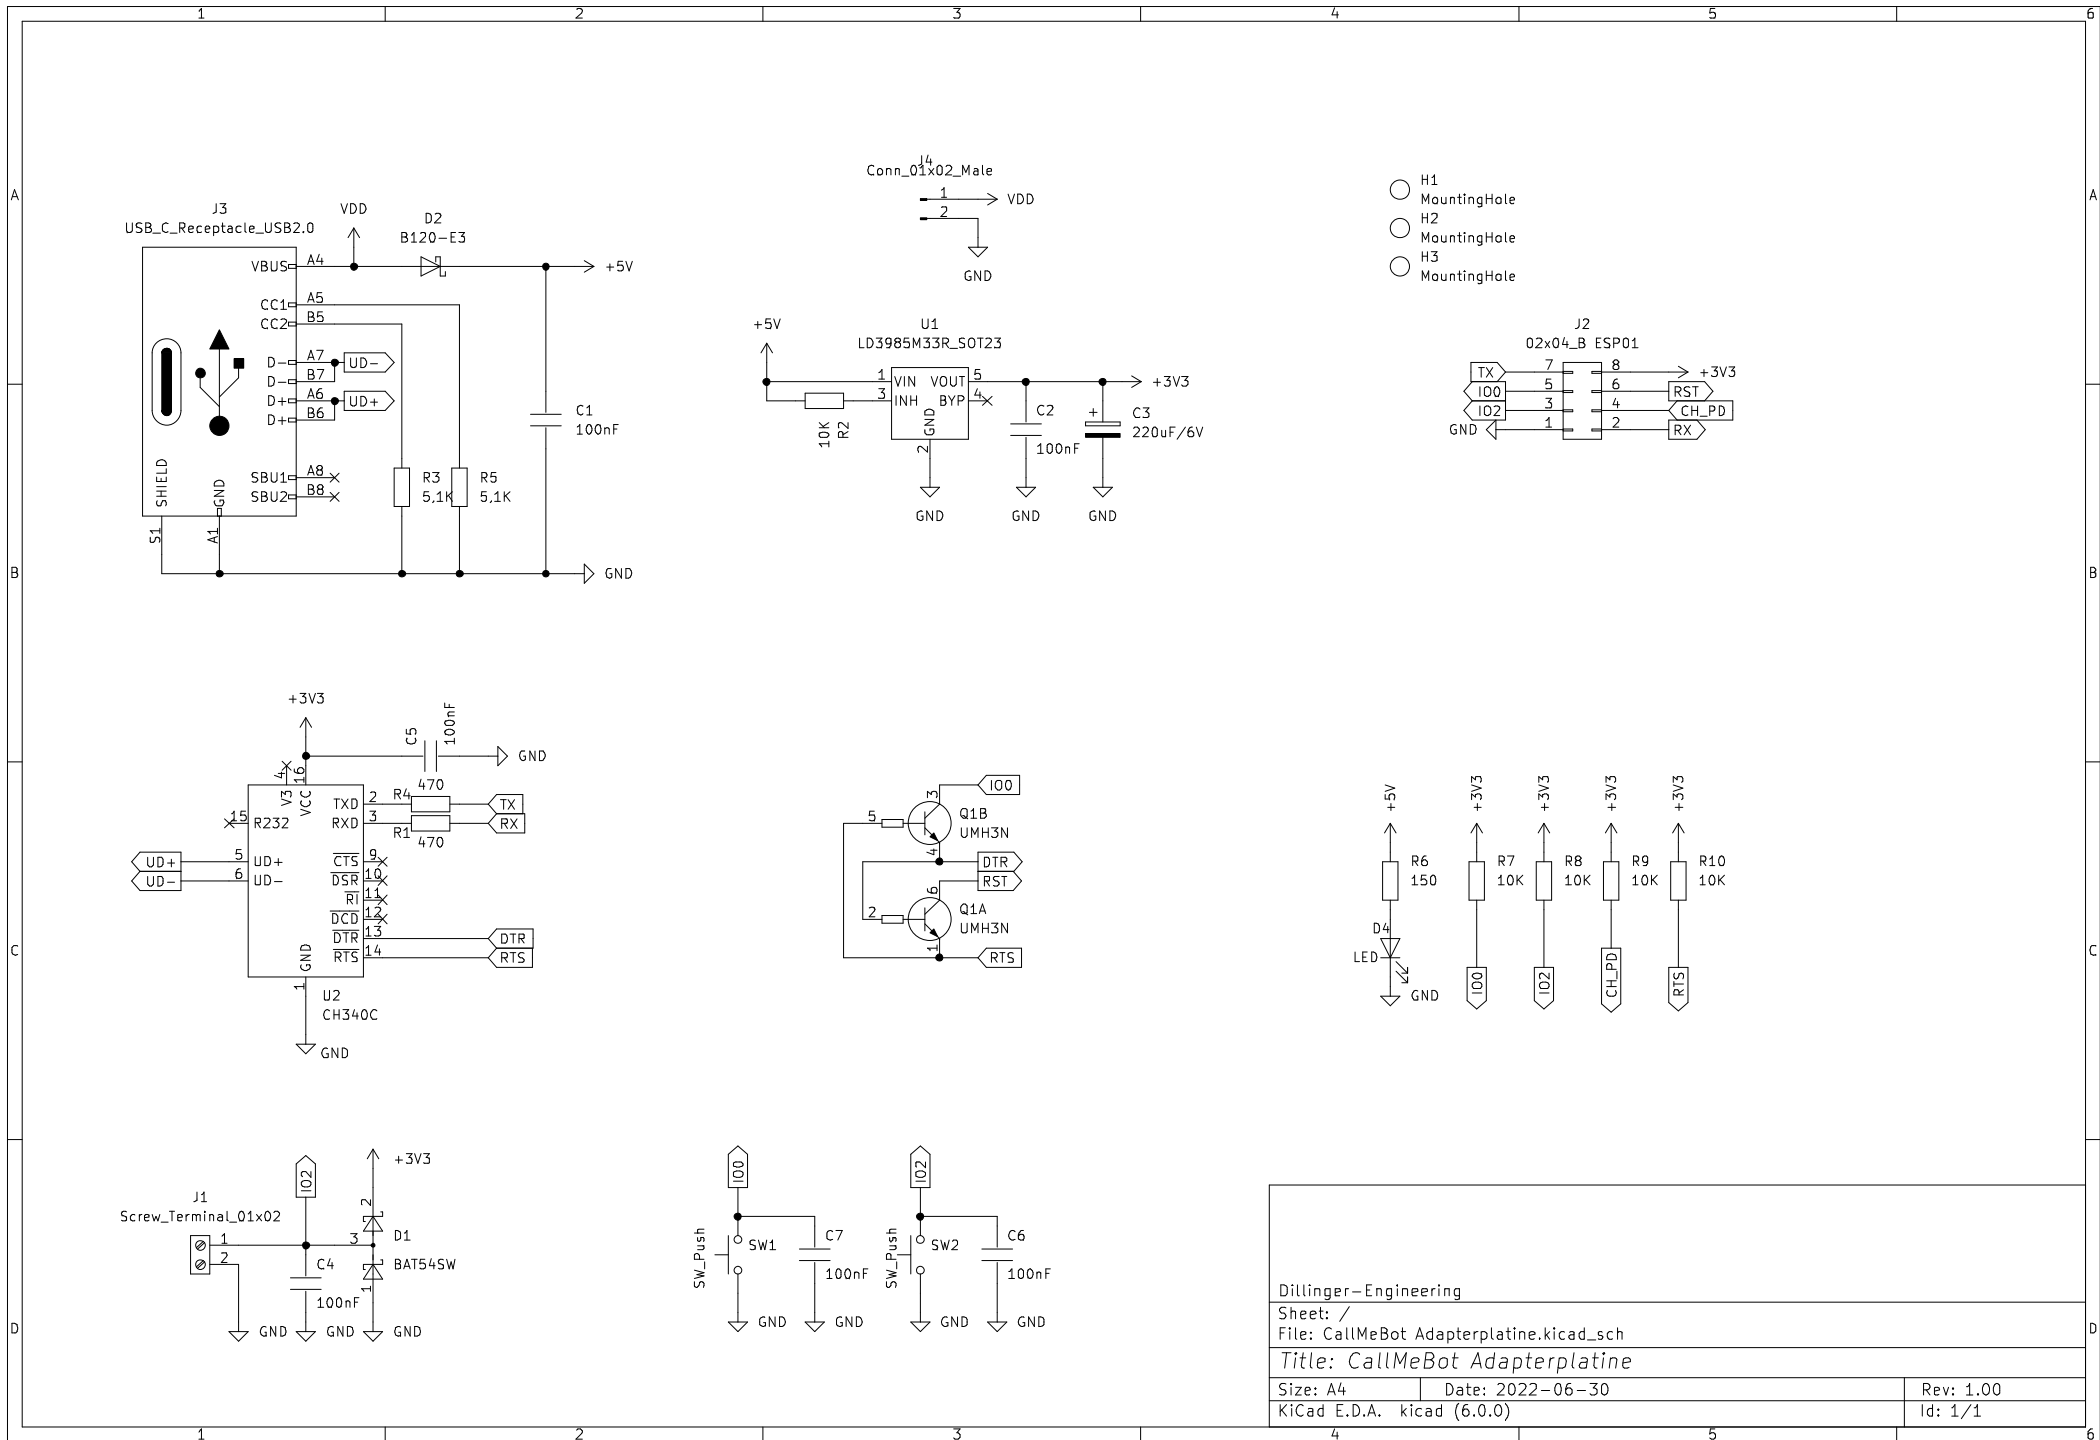 1 2 3 4 5 6
A
B
C
D
A
B
C
D
1 2 3 4 5 6
J3
USB_C_Receptacle_USB2.0
VDD
D2
B120-E3
VBUS A4
+5V
CC1 A5
CC2 B5
D- A7 UD-
D- B7
D+ A6 UD+
D+ B6
C1
100nF
SBU1 A8
SBU2 B8
SHIELD
GND
S1
A1
R3
5,1K
R5
5,1K
GND
J4
Conn_01x02_Male
1 VDD
2
GND
+5V
U1
LD3985M33R_SOT23
1 VIN VOUT 5
3 INH BYP 4
GND
2
10K
R2
+3V3
C2
100nF
+
C3
220uF/6V
GND
GND
GND
H1
MountingHole
H2
MountingHole
H3
MountingHole
J2
02x04_B ESP01
TX 7 8 +3V3
IO0 5 6 RST
IO2 3 4 CH_PD
GND 1 2 RX
+3V3
C5
100nF
GND
4
V3
16
VCC
470
TXD 2 R4 TX
15 R232 RXD 3 R1 RX
470
UD+ 5 UD+ CTS 9
UD- 6 UD- DSR 10
RI 11
DCD 12
DTR 13 DTR
RTS 14 RTS
GND
1
U2
CH340C
GND
IO0
3
5
Q1B
UMH3N
4
DTR
RST
6
2
Q1A
UMH3N
1
RTS
+5V
+3V3
+3V3
+3V3
+3V3
R6
150
R7
10K
R8
10K
R9
10K
R10
10K
D4
LED
GND
IO0
IO2
CH_PD
RTS
J1
Screw_Terminal_01x02
1
2
IO2
+3V3
2
3
D1
BAT54SW
1
C4
100nF
GND
GND
GND
IO0
SW_Push
SW1
C7
100nF
GND
GND
IO2
SW_Push
SW2
C6
100nF
GND
GND
Dillinger-Engineering
Sheet: /
File: CallMeBot Adapterplatine.kicad_sch
Title: CallMeBot Adapterplatine
Size: A4 Date: 2022-06-30 Rev: 1.00
KiCad E.D.A. kicad (6.0.0) Id: 1/1